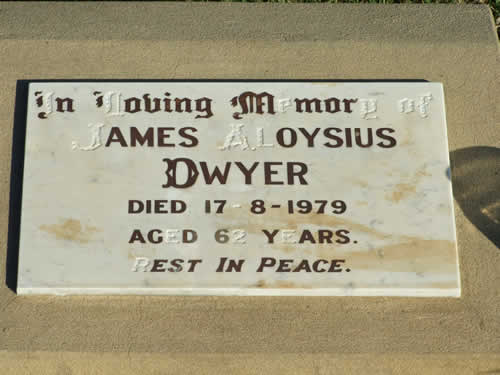 In Loving Memory of
JAMES ALOYSIUS
DWYER
DIED 17-8-1979
AGED 62 YEARS.
REST IN PEACE.